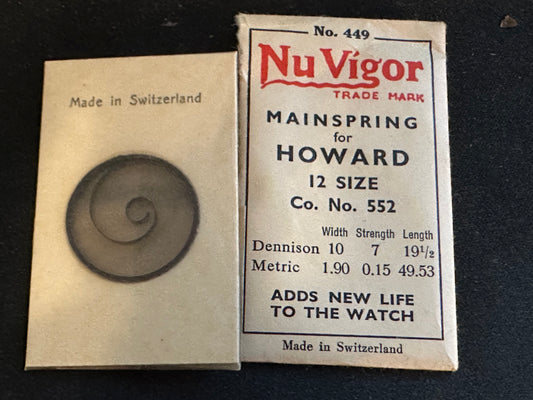 Made in Switzerland
No. 449
Nu Vigor
TRADE MARK
MAINSPRING
for
HOWARD
12 SIZE
Co. No. 552
Width Strength Length
Dennison 10 7 19½
Metric 1.90 0.15 49.53
ADDS NEW LIFE
TO THE WATCH
Made in Switzerland